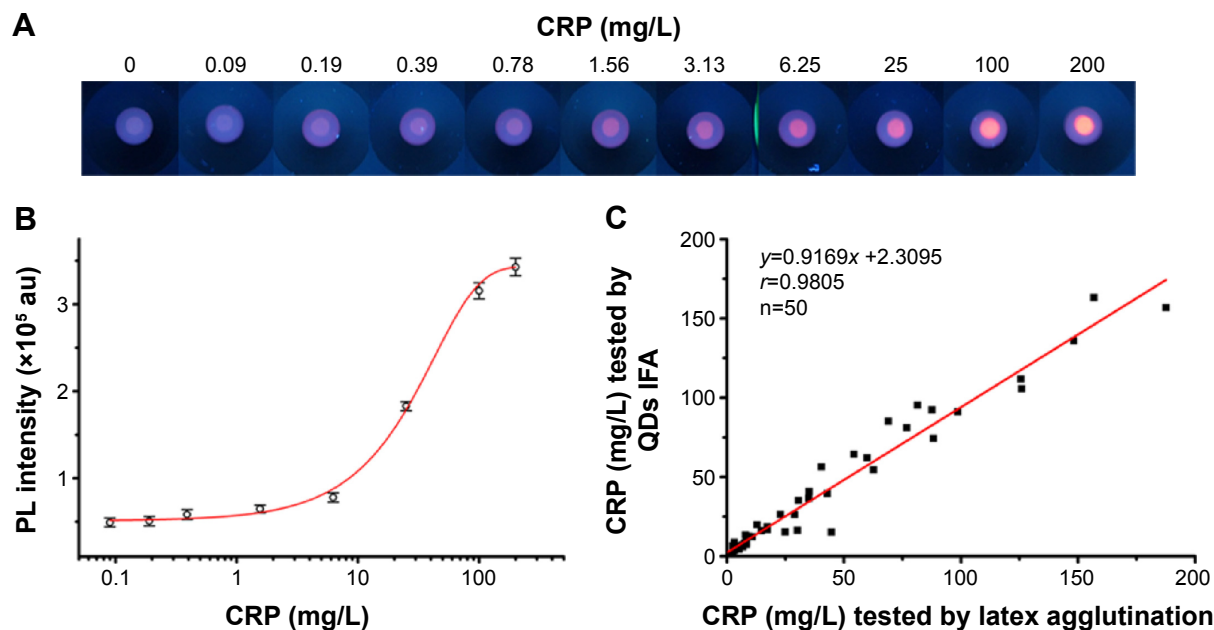 A
CRP (mg/L)
0 0.09 0.19 0.39 0.78 1.56 3.13 6.25 25 100 200
B
PL intensity (×10⁵ au)
3
2
1
0.1 1 10 100
CRP (mg/L)
C
CRP (mg/L) tested by
QDs IFA
200
150
100
50
0
y=0.9169x +2.3095
r=0.9805
n=50
0 50 100 150 200
CRP (mg/L) tested by latex agglutination